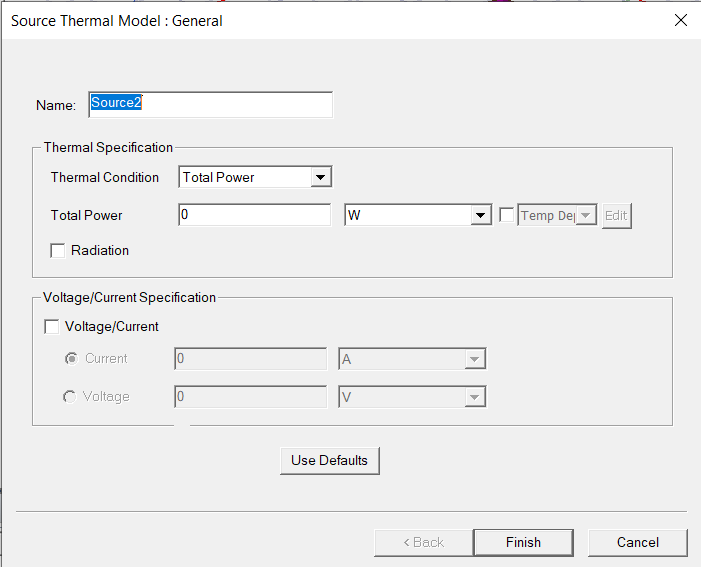 Source Thermal Model : General
Name: Source2
Thermal Specification
Thermal Condition Total Power
Total Power 0 W Temp De Edit
Radiation
Voltage/Current Specification
Voltage/Current
Current 0 A
Voltage 0 V
Use Defaults
< Back Finish Cancel